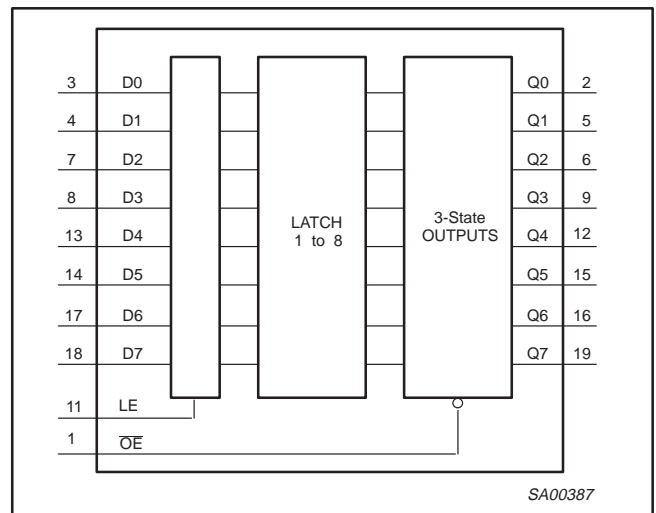 3 D0 Q0 2
4 D1 Q1 5
7 D2 Q2 6
8 D3 Q3 9
LATCH
1 to 8
3-State
OUTPUTS
13 D4 Q4 12
14 D5 Q5 15
17 D6 Q6 16
18 D7 Q7 19
11 LE
1 O̅E̅
SA00387